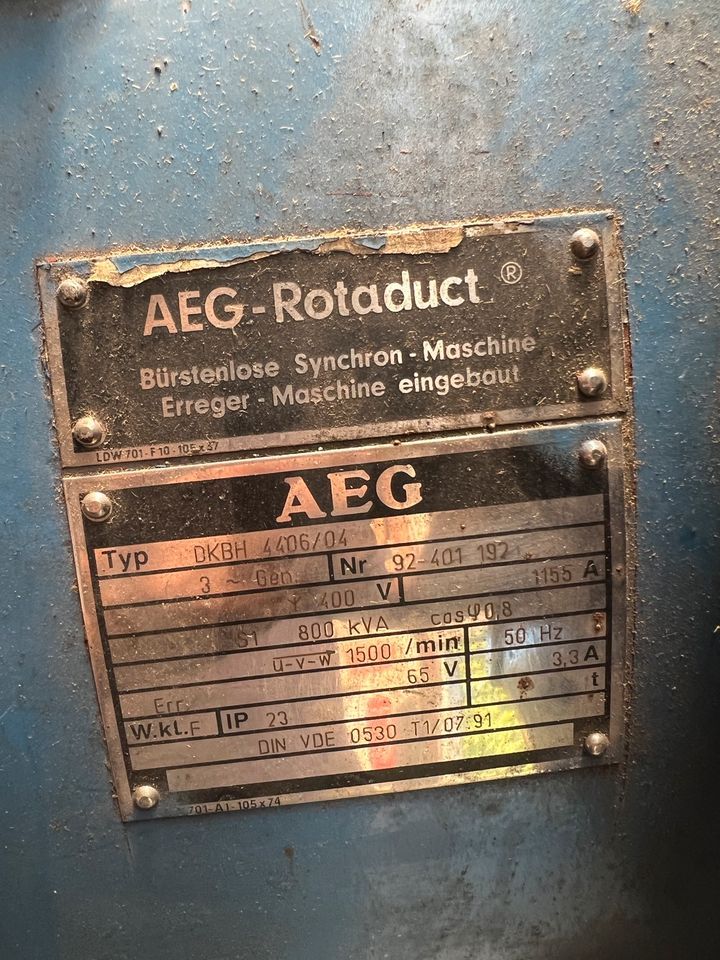 AEG-Rotaduct ®
Bürstenlose Synchron-Maschine
Erreger-Maschine eingebaut
LDW 701-F10-105x37
AEG
Typ DKBH 4406/04
3 ~ Gen. Nr 92-401 192
Y 400 V 1155 A
S1 800 kVA cosφ0,8
u-v-w 1500 /min 50 Hz
Err. 65 V 3,3 A
W.kl.F IP 23 t
DIN VDE 0530 T1/07.91
701-A1-105x74